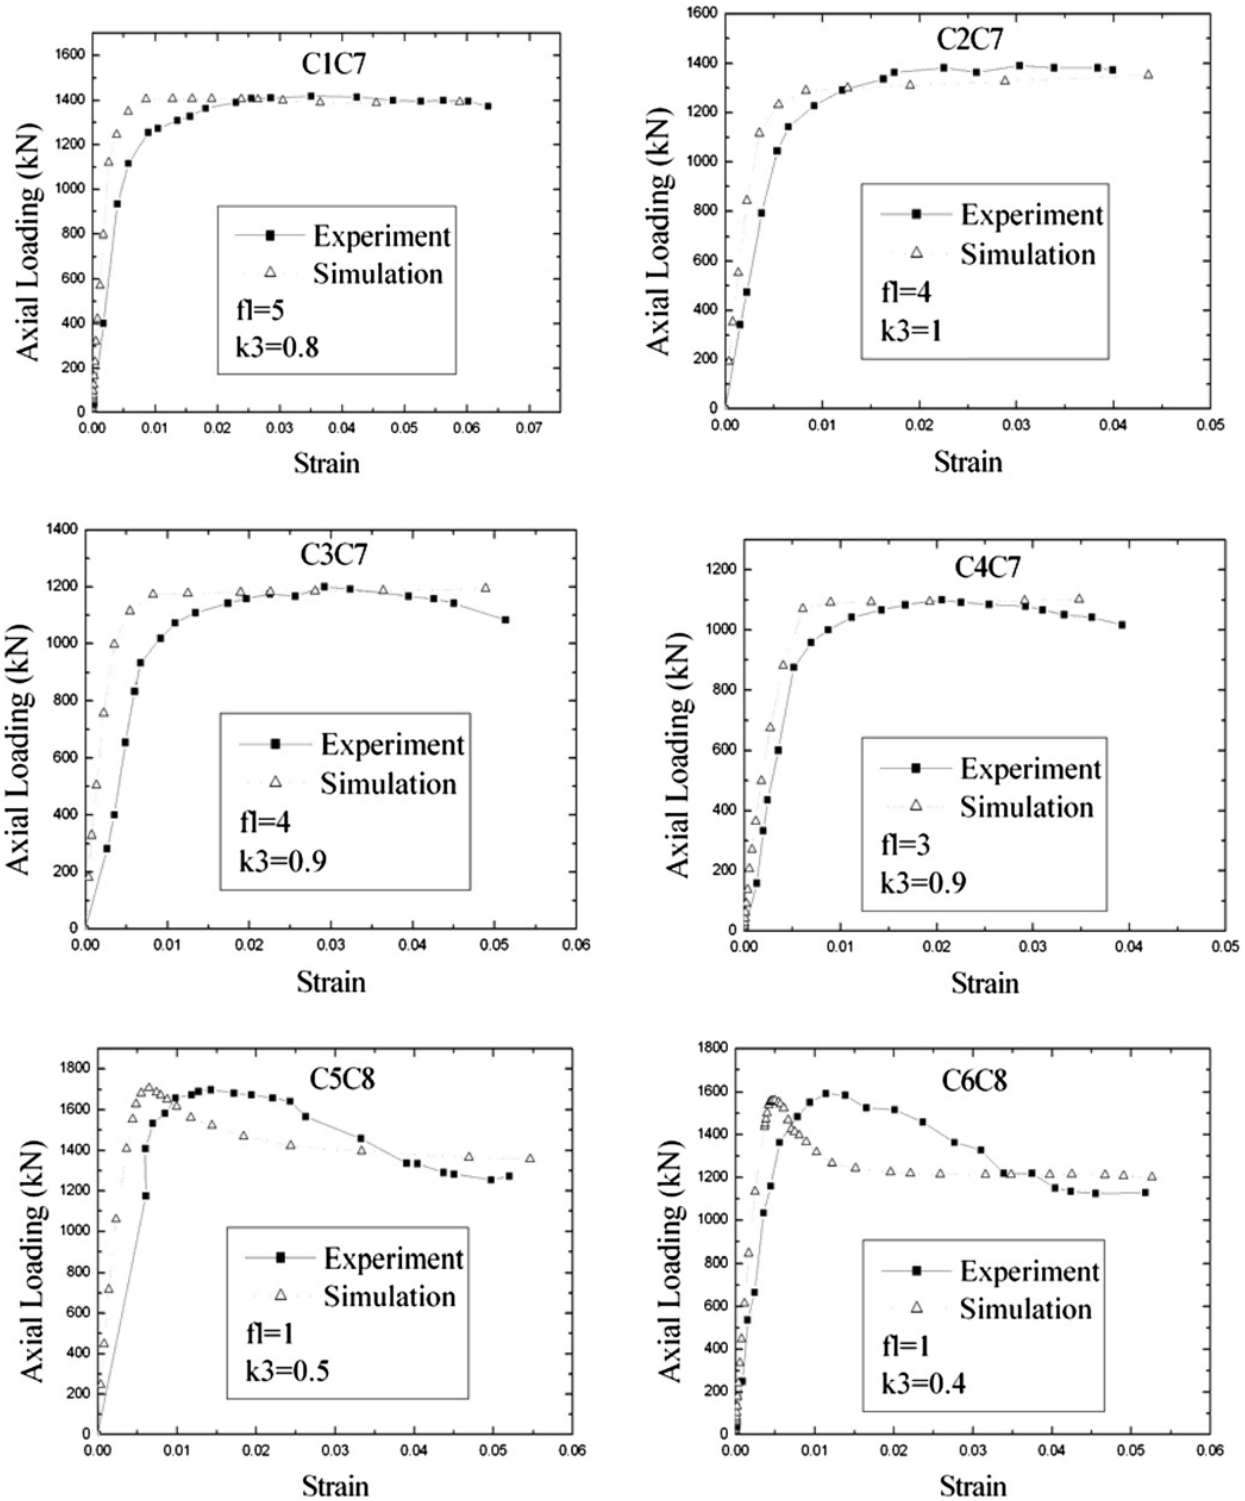 C1C7
1600
1400
1200
1000
800
600
400
200
0
Axial Loading (kN)
Experiment
Simulation
fl=5
k3=0.8
0.00 0.01 0.02 0.03 0.04 0.05 0.06 0.07
Strain
C2C7
1600
1400
1200
1000
800
600
400
200
0
Axial Loading (kN)
Experiment
Simulation
fl=4
k3=1
0.00 0.01 0.02 0.03 0.04 0.05
Strain
C3C7
1400
1200
1000
800
600
400
200
0
Axial Loading (kN)
Experiment
Simulation
fl=4
k3=0.9
0.00 0.01 0.02 0.03 0.04 0.05 0.06
Strain
C4C7
1200
1000
800
600
400
200
0
Axial Loading (kN)
Experiment
Simulation
fl=3
k3=0.9
0.00 0.01 0.02 0.03 0.04 0.05
Strain
C5C8
1800
1600
1400
1200
1000
800
600
400
200
0
Axial Loading (kN)
Experiment
Simulation
fl=1
k3=0.5
0.00 0.01 0.02 0.03 0.04 0.05 0.06
Strain
C6C8
1800
1600
1400
1200
1000
800
600
400
200
0
Axial Loading (kN)
Experiment
Simulation
fl=1
k3=0.4
0.00 0.01 0.02 0.03 0.04 0.05 0.06
Strain